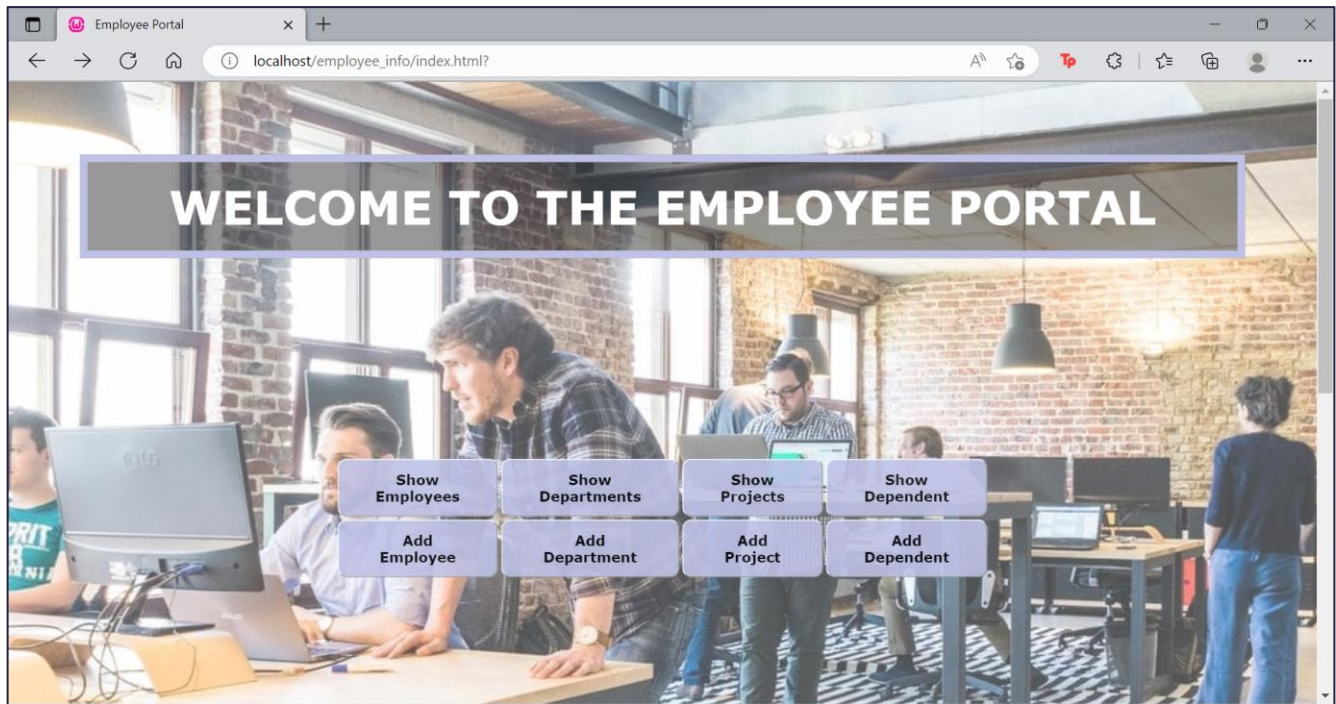 Employee Portal
localhost/employee_info/index.html?
WELCOME TO THE EMPLOYEE PORTAL
LG
Show
Employees
Show
Departments
Show
Projects
Show
Dependent
Add
Employee
Add
Department
Add
Project
Add
Dependent